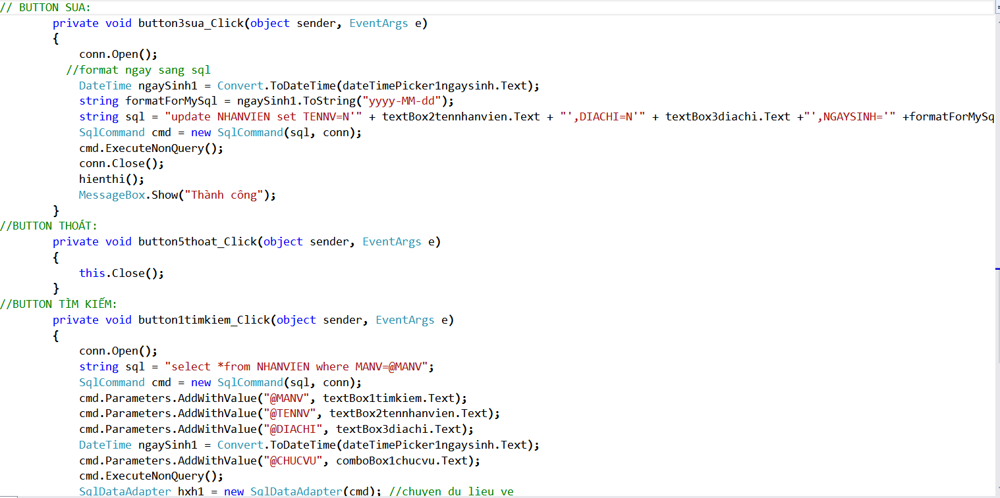 // BUTTON SUA:
private void button3sua_Click(object sender, EventArgs e)
{
conn.Open();
//format ngay sang sql
DateTime ngaySinh1 = Convert.ToDateTime(dateTimePicker1ngaysinh.Text);
string formatForMySql = ngaySinh1.ToString("yyyy-MM-dd");
string sql = "update NHANVIEN set TENNV=N'" + textBox2tennhanvien.Text + "',DIACHI=N'" + textBox3diachi.Text +"',NGAYSINH='" +formatForMySq
SqlCommand cmd = new SqlCommand(sql, conn);
cmd.ExecuteNonQuery();
conn.Close();
hienthi();
MessageBox.Show("Thành công");
}
//BUTTON THOÁT:
private void button5thoat_Click(object sender, EventArgs e)
{
this.Close();
}
//BUTTON TÌM KIẾM:
private void button1timkiem_Click(object sender, EventArgs e)
{
conn.Open();
string sql = "select *from NHANVIEN where MANV=@MANV";
SqlCommand cmd = new SqlCommand(sql, conn);
cmd.Parameters.AddWithValue("@MANV", textBox1timkiem.Text);
cmd.Parameters.AddWithValue("@TENNV", textBox2tennhanvien.Text);
cmd.Parameters.AddWithValue("@DIACHI", textBox3diachi.Text);
DateTime ngaySinh1 = Convert.ToDateTime(dateTimePicker1ngaysinh.Text);
cmd.Parameters.AddWithValue("@CHUCVU", comboBox1chucvu.Text);
cmd.ExecuteNonQuery();
SqlDataAdapter hxh1 = new SqlDataAdapter(cmd); //chuyen du lieu ve